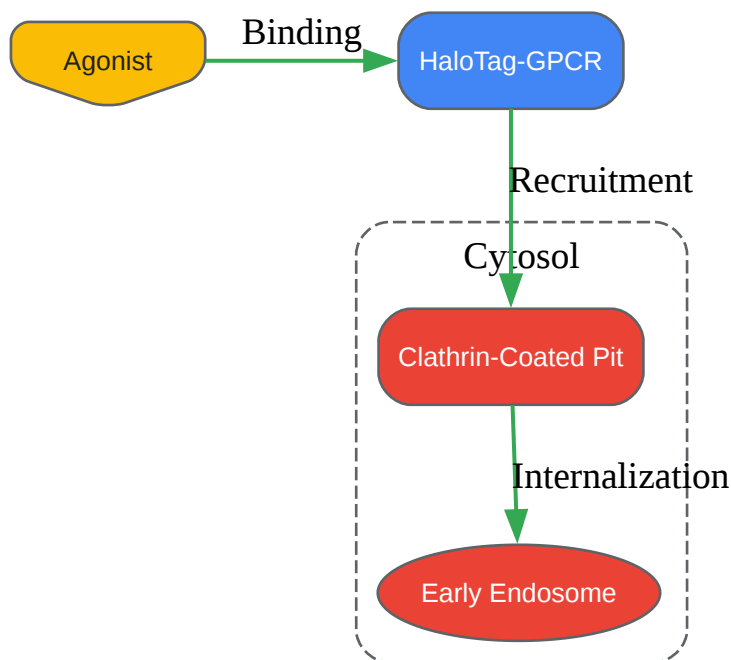 Binding
Agonist
HaloTag-GPCR
Recruitment
Cytosol
Clathrin-Coated Pit
Internalization
Early Endosome